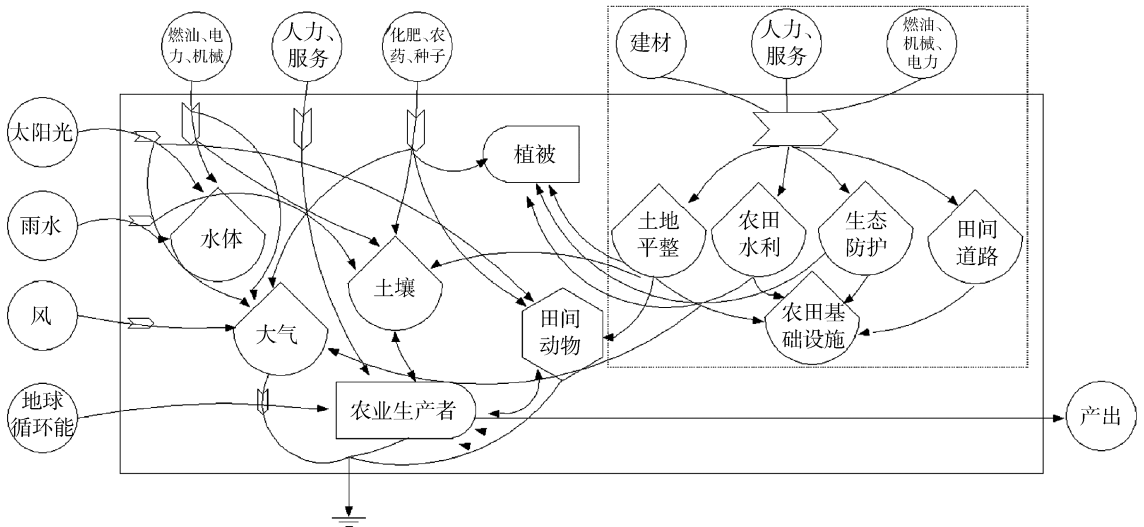 燃油、电
力、机械
人力、
服务
化肥、农
药、种子
建材
人力、
服务
燃油、
机械、
电力
太阳光
植被
雨水
水体
土地
平整
农田
水利
生态
防护
田间
道路
土壤
风
大气
田间
动物
农田基
础设施
地球
循环能
农业生产者
产出